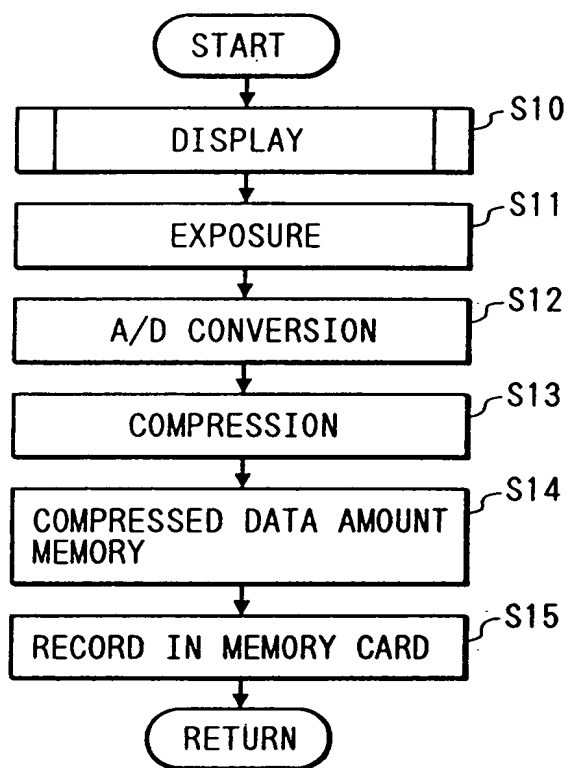 START
DISPLAY
S10
EXPOSURE
S11
A/D CONVERSION
S12
COMPRESSION
S13
COMPRESSED DATA AMOUNT
MEMORY
S14
RECORD IN MEMORY CARD
S15
RETURN